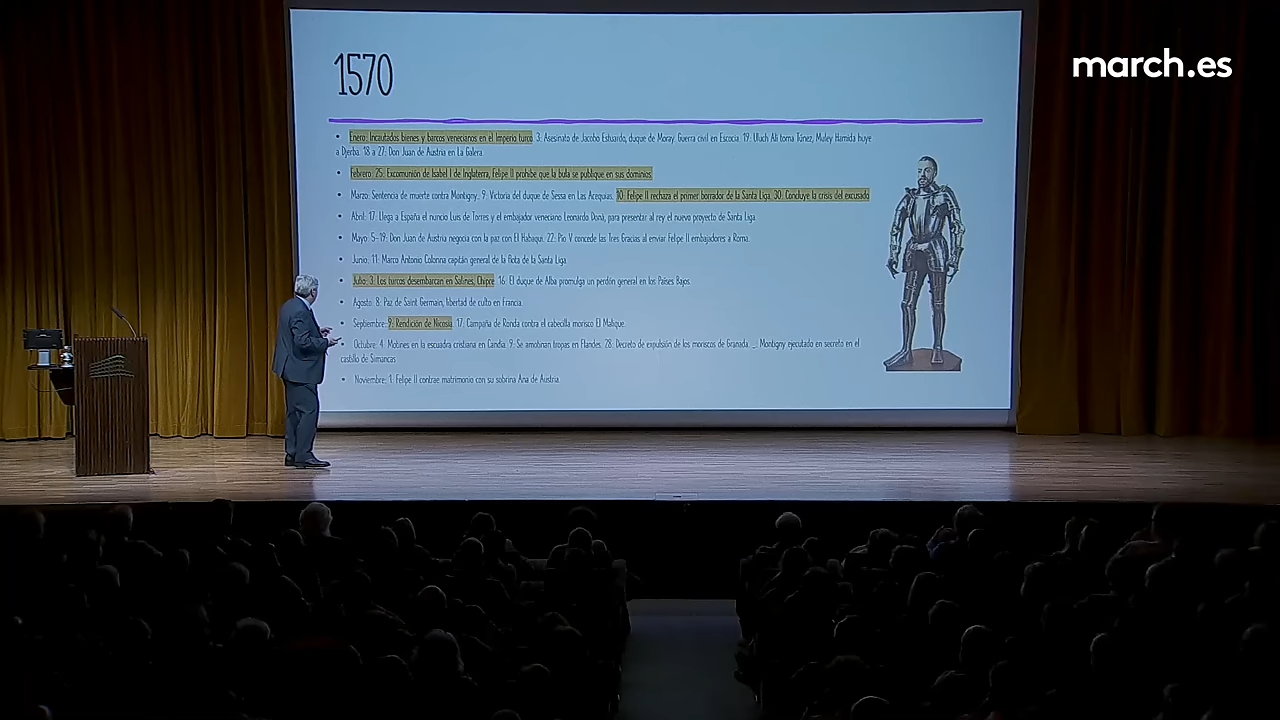 march.es
1570
• Enero: Incautados bienes y barcos venecianos en el Imperio turco. 3: Asesinato de Jacobo Estuardo, duque de Moray. Guerra civil en Escocia. 19: Uluch Alí toma Túnez, Muley Hamida huye
a Djerba. 18 a 27: Don Juan de Austria en La Galera.
• Febrero: 25: Excomunión de Isabel I de Inglaterra, Felipe II prohíbe que la bula se publique en sus dominios.
• Marzo: Sentencia de muerte contra Montigny. 9: Victoria del duque de Sessa en Las Acequias. 10: Felipe II rechaza el primer borrador de la Santa Liga. 30: Concluye la crisis del excusado
• Abril: 17: Llega a España el nuncio Luis de Torres y el embajador veneciano Leonardo Donà, para presentar al rey el nuevo proyecto de Santa Liga.
• Mayo: 5-19: Don Juan de Austria negocia con la paz con El Habaquí. 22: Pío V concede las Tres Gracias al enviar Felipe II embajadores a Roma.
• Junio: 11: Marco Antonio Colonna capitán general de la flota de la Santa Liga.
• Julio: 3: Los turcos desembarcan en Salines, Chipre. 16: El duque de Alba promulga un perdón general en los Países Bajos.
• Agosto: 8: Paz de Saint Germain, libertad de culto en Francia.
• Septiembre: 9: Rendición de Nicosia. 17: Campaña de Ronda contra el cabecilla morisco El Malique.
• Octubre: 4: Motines en la escuadra cristiana en Candía. 9: Se amotinan tropas en Flandes. 28: Decreto de expulsión de los moriscos de Granada. _: Montigny ejecutado en secreto en el
castillo de Simancas
• Noviembre: 1: Felipe II contrae matrimonio con su sobrina Ana de Austria.